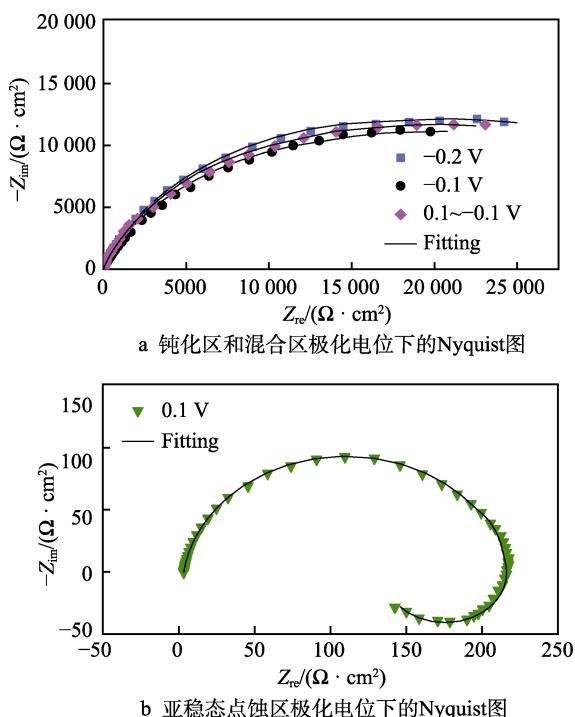 20 000
15 000
10 000
5000
0
−Zim/(Ω · cm²)
−0.2 V
−0.1 V
0.1~−0.1 V
Fitting
0 5000 10 000 15 000 20 000 25 000
Zre/(Ω · cm²)
a 钝化区和混合区极化电位下的Nyquist图
150
100
50
0
−50
−Zim/(Ω · cm²)
0.1 V
Fitting
−50 0 50 100 150 200 250
Zre/(Ω · cm²)
b 亚稳态点蚀区极化电位下的Nyquist图